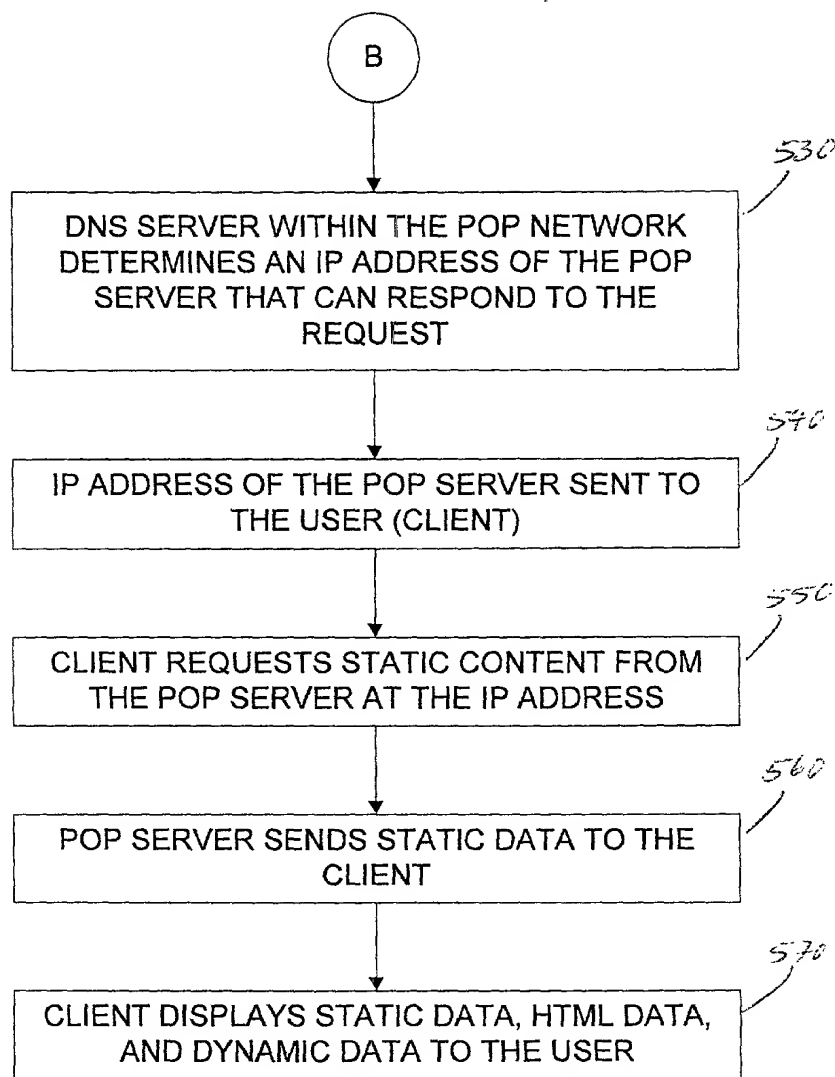 B
530
DNS SERVER WITHIN THE POP NETWORK
DETERMINES AN IP ADDRESS OF THE POP
SERVER THAT CAN RESPOND TO THE
REQUEST
540
IP ADDRESS OF THE POP SERVER SENT TO
THE USER (CLIENT)
550
CLIENT REQUESTS STATIC CONTENT FROM
THE POP SERVER AT THE IP ADDRESS
560
POP SERVER SENDS STATIC DATA TO THE
CLIENT
570
CLIENT DISPLAYS STATIC DATA, HTML DATA,
AND DYNAMIC DATA TO THE USER